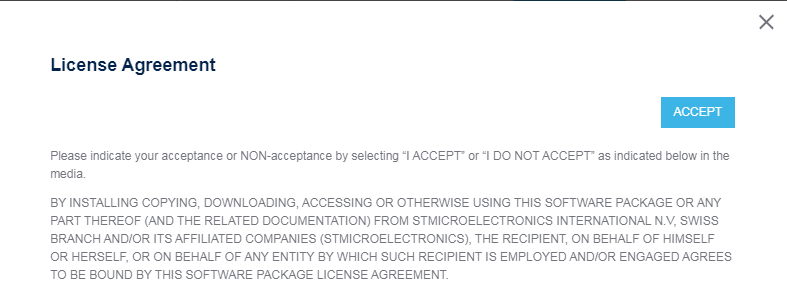 License Agreement
ACCEPT
Please indicate your acceptance or NON-acceptance by selecting “I ACCEPT” or “I DO NOT ACCEPT” as indicated below in the
media.
BY INSTALLING COPYING, DOWNLOADING, ACCESSING OR OTHERWISE USING THIS SOFTWARE PACKAGE OR ANY
PART THEREOF (AND THE RELATED DOCUMENTATION) FROM STMICROELECTRONICS INTERNATIONAL N.V, SWISS
BRANCH AND/OR ITS AFFILIATED COMPANIES (STMICROELECTRONICS), THE RECIPIENT, ON BEHALF OF HIMSELF
OR HERSELF, OR ON BEHALF OF ANY ENTITY BY WHICH SUCH RECIPIENT IS EMPLOYED AND/OR ENGAGED AGREES
TO BE BOUND BY THIS SOFTWARE PACKAGE LICENSE AGREEMENT.